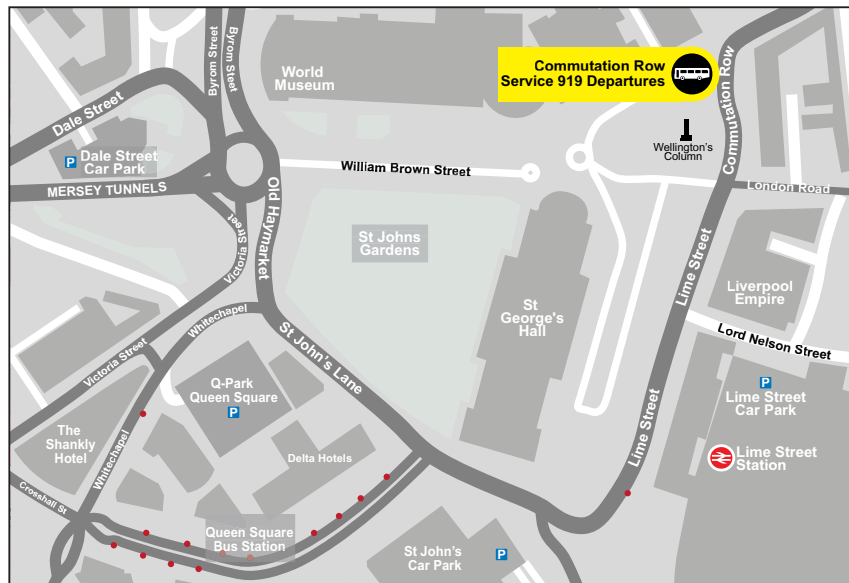 Byrom Street
Byrom Steet
World
Museum
Commutation Row
Service 919 Departures
Commutation Row
Dale Street
P
Dale Street
Car Park
Wellington's
Column
William Brown Street
MERSEY TUNNELS
London Road
Old Haymarket
Victoria Street
St Johns
Gardens
Lime Street
Liverpool
Empire
St
George's
Hall
Whitechapel
Lord Nelson Street
St John's Lane
Victoria Street
Q-Park
Queen Square
P
P
Lime Street
Car Park
The
Shankly
Hotel
Whitechapel
Delta Hotels
Lime Street
Lime Street
Station
Crosshall St
Queen Square
Bus Station
St John's
Car Park
P